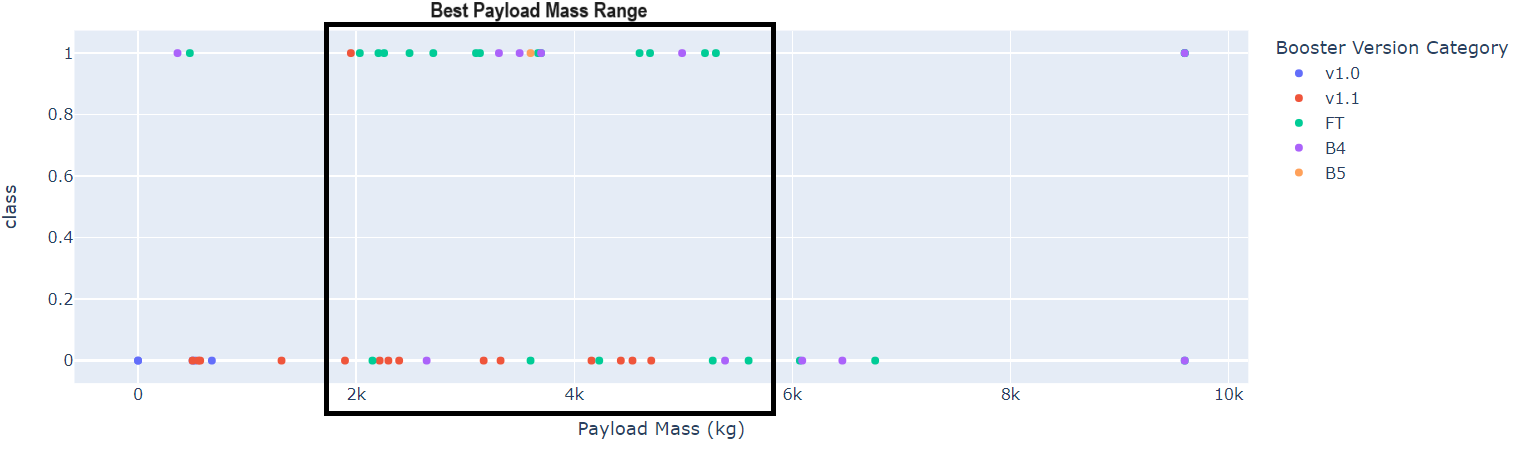 Best Payload Mass Range
Booster Version Category
v1.0
v1.1
FT
B4
B5
class
1
0.8
0.6
0.4
0.2
0
0 2k 4k 6k 8k 10k
Payload Mass (kg)